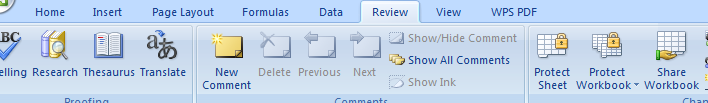 Home Insert Page Layout Formulas Data Review View WPS PDF
ABC
elling Research Thesaurus Translate
New Comment Delete Previous Next
Show/Hide Comment
Show All Comments
Show Ink
Protect Sheet Protect Workbook Share Workbook
Proofing Comments Chan